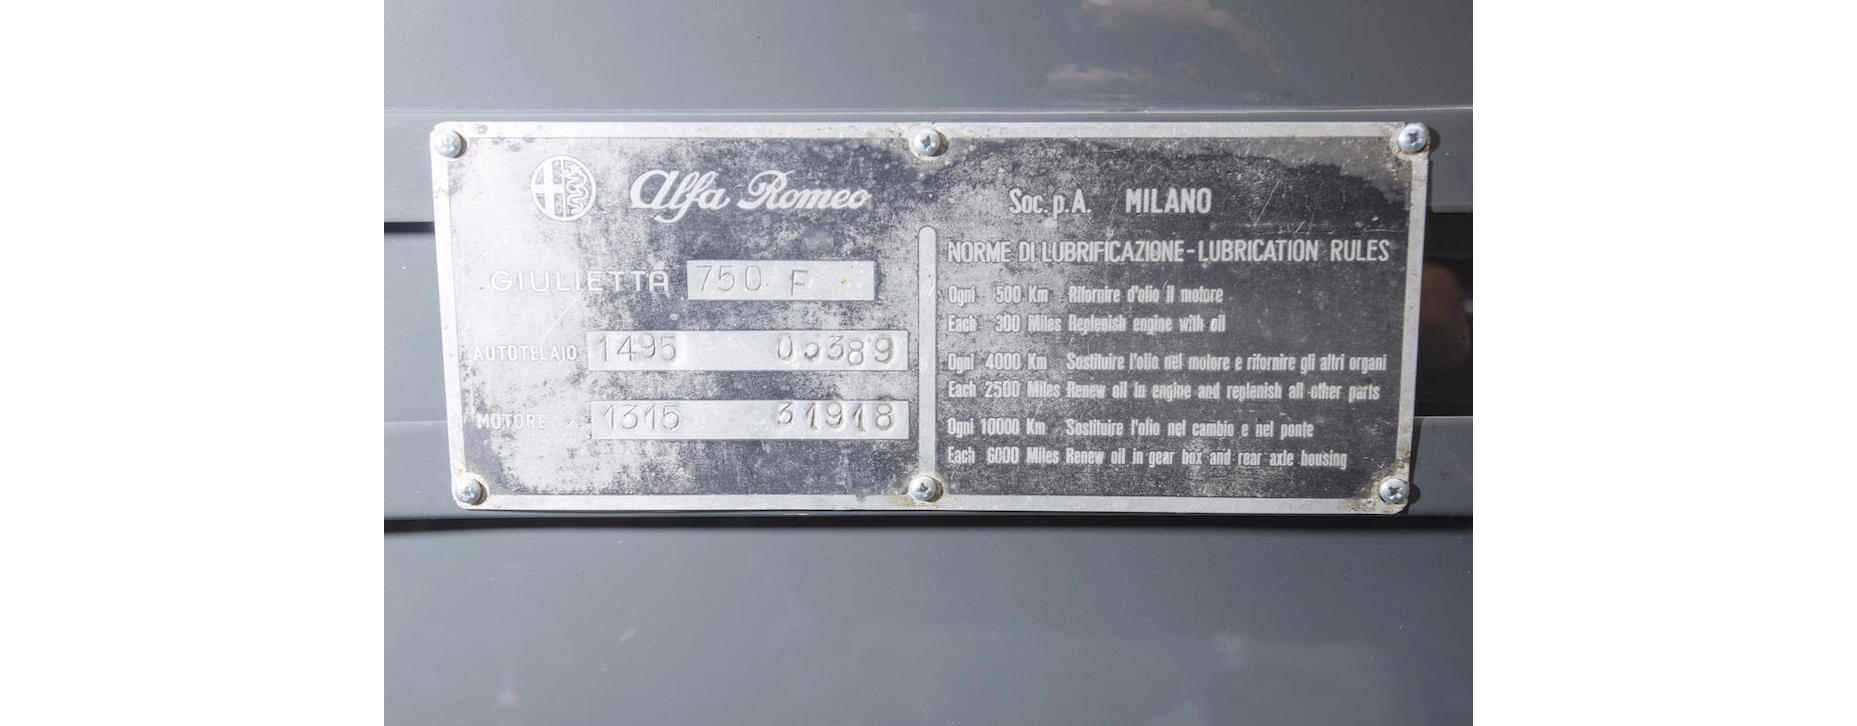 Alfa Romeo
GIULIETTA 750 F
AUTOTELAIO 1495 05389
MOTORE 1315 31918
Soc. p. A. MILANO
NORME DI LUBRIFICAZIONE - LUBRICATION RULES
Ogni 500 Km Rifornire d'olio il motore
Each 300 Miles Replenish engine with oil
Ogni 4000 Km Sostituire l'olio nel motore e rifornire gli altri organi
Each 2500 Miles Renew oil in engine and replenish all other parts
Ogni 10000 Km Sostituire l'olio nel cambio e nel ponte
Each 6000 Miles Renew oil in gear box and rear axle housing